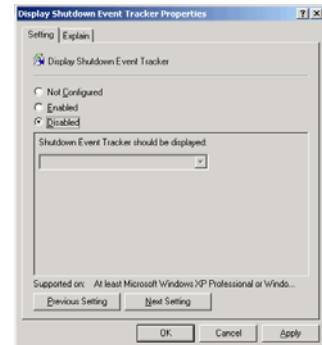 Display Shutdown Event Tracker Properties
Setting
Explain
Display Shutdown Event Tracker
Not Configured
Enabled
Disabled
Shutdown Event Tracker should be displayed:
Supported on: At least Microsoft Windows XP Professional or Windo...
Previous Setting
Next Setting
OK
Cancel
Apply